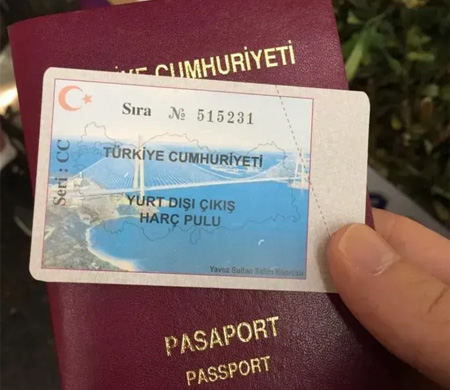 CUMHURİYETİ
Sıra № 515231
Seri : CC
TÜRKİYE CUMHURİYETİ
YURT DIŞI ÇIKIŞ
HARÇ PULU
Yavuz Sultan Selim Köprüsü
PASAPORT
PASSPORT